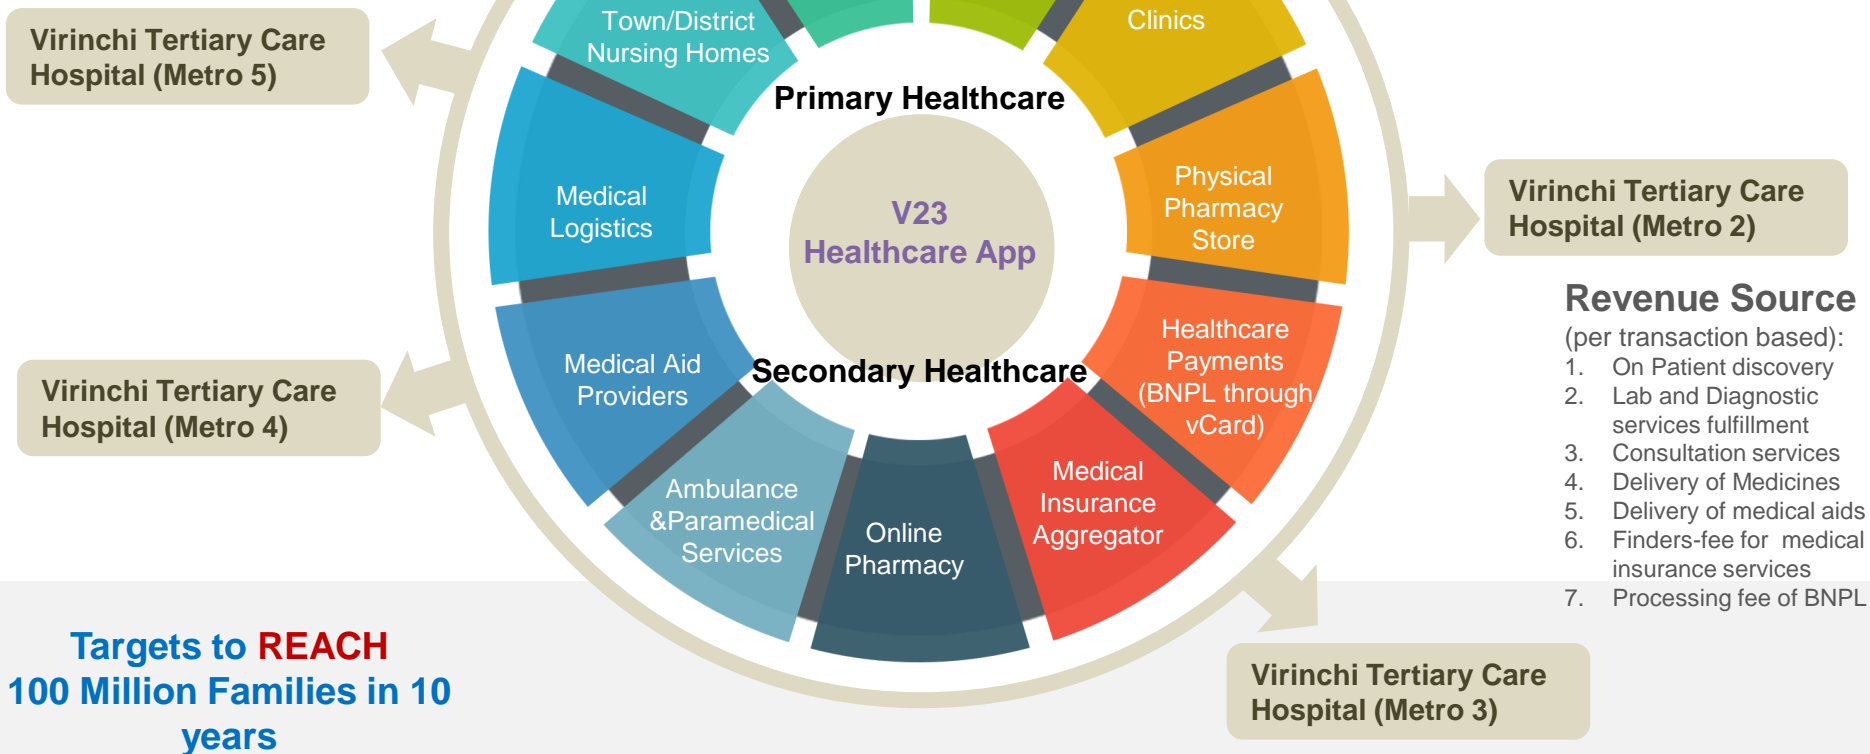 Virinchi Tertiary Care
Hospital (Metro 5)
Town/District
Nursing Homes
Clinics
Primary Healthcare
Medical
Logistics
V23
Healthcare App
Physical
Pharmacy
Store
Virinchi Tertiary Care
Hospital (Metro 2)
Virinchi Tertiary Care
Hospital (Metro 4)
Medical Aid
Providers
Secondary Healthcare
Healthcare
Payments
(BNPL through
vCard)
Ambulance
&Paramedical
Services
Online
Pharmacy
Medical
Insurance
Aggregator
Revenue Source
(per transaction based):
1. On Patient discovery
2. Lab and Diagnostic
services fulfillment
3. Consultation services
4. Delivery of Medicines
5. Delivery of medical aids
6. Finders-fee for medical
insurance services
7. Processing fee of BNPL
Targets to REACH
100 Million Families in 10
years
Virinchi Tertiary Care
Hospital (Metro 3)